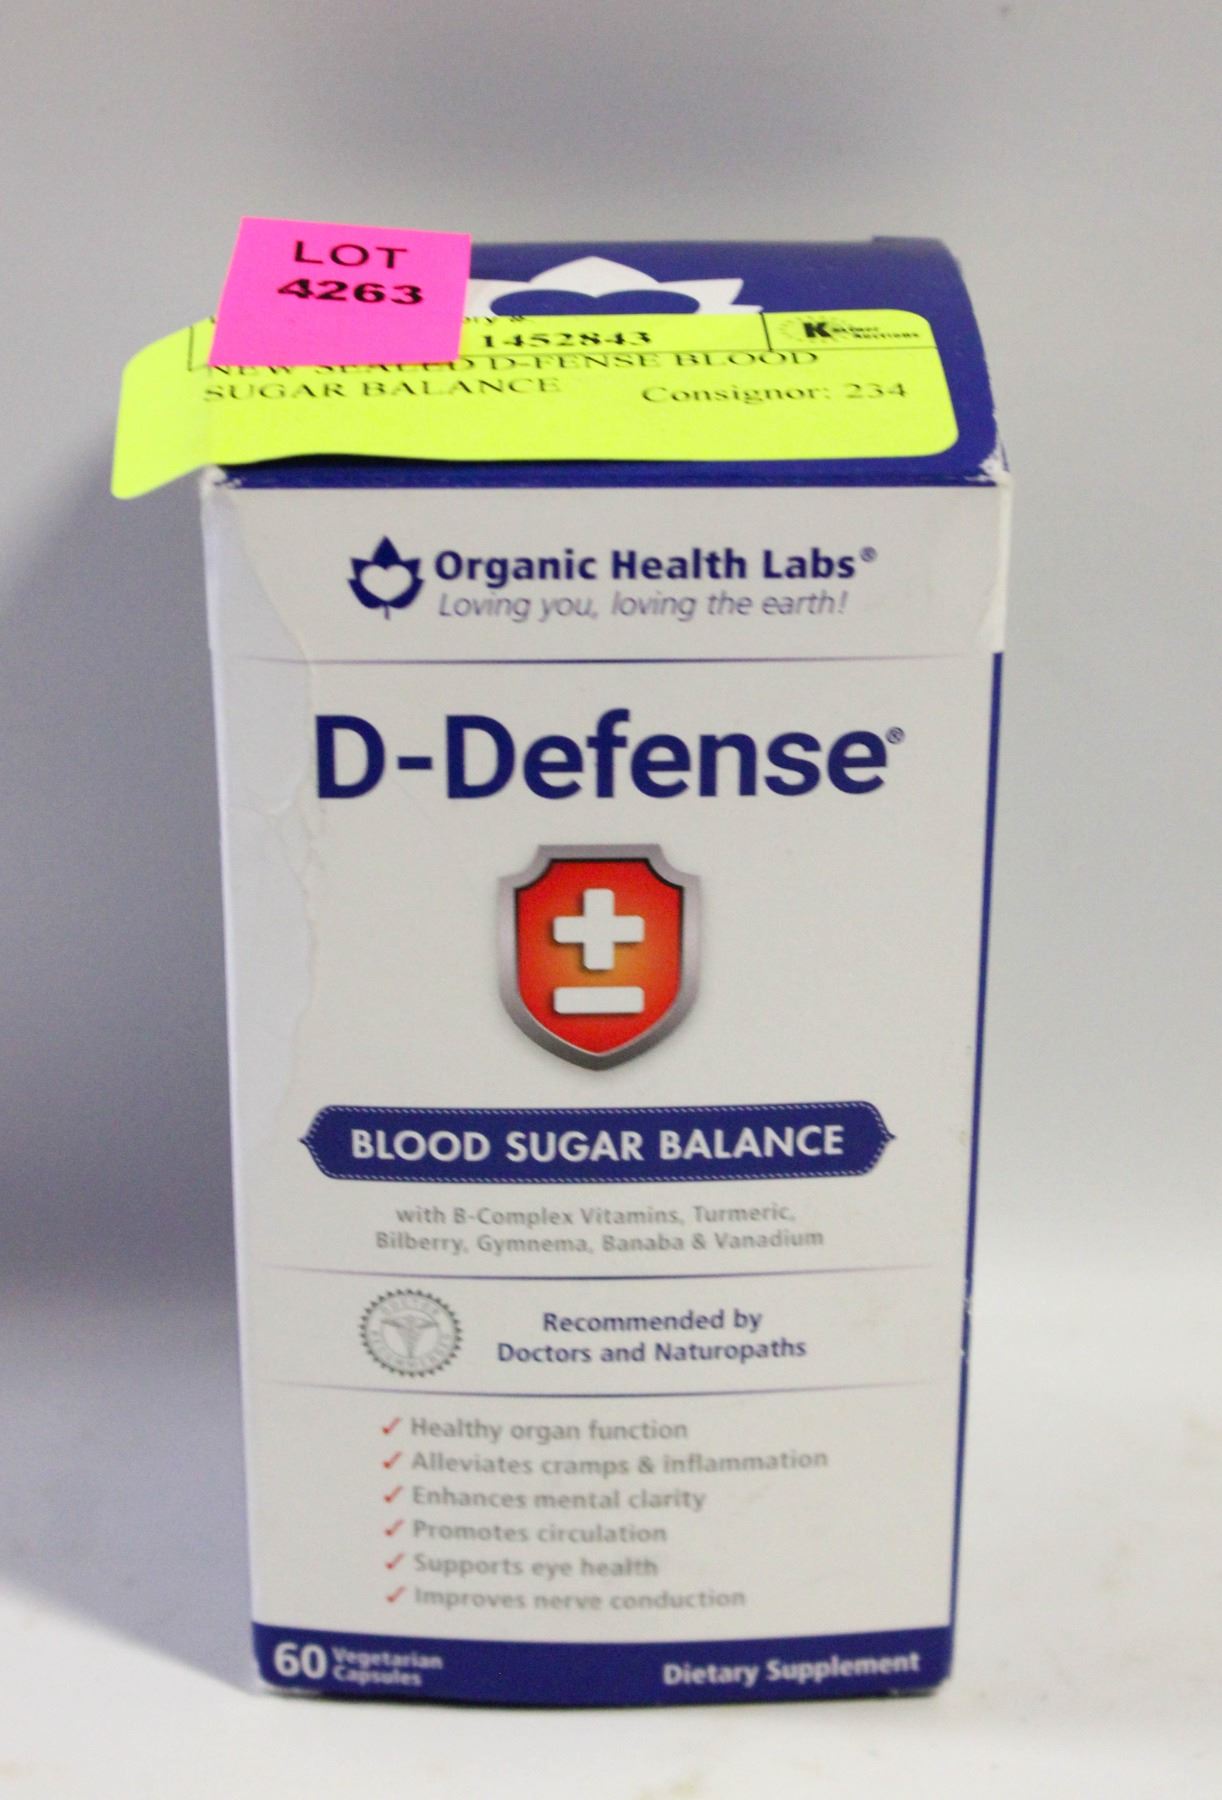 LOT
4263
1452843
NEW SEALED D-FENSE BLOOD
SUGAR BALANCE Consignor: 234
Organic Health Labs®
Loving you, loving the earth!
D-Defense®
BLOOD SUGAR BALANCE
with B-Complex Vitamins, Turmeric,
Bilberry, Gymnema, Banaba & Vanadium
Recommended by
Doctors and Naturopaths
✓ Healthy organ function
✓ Alleviates cramps & inflammation
✓ Enhances mental clarity
✓ Promotes circulation
✓ Supports eye health
✓ Improves nerve conduction
60 Vegetarian
Capsules
Dietary Supplement